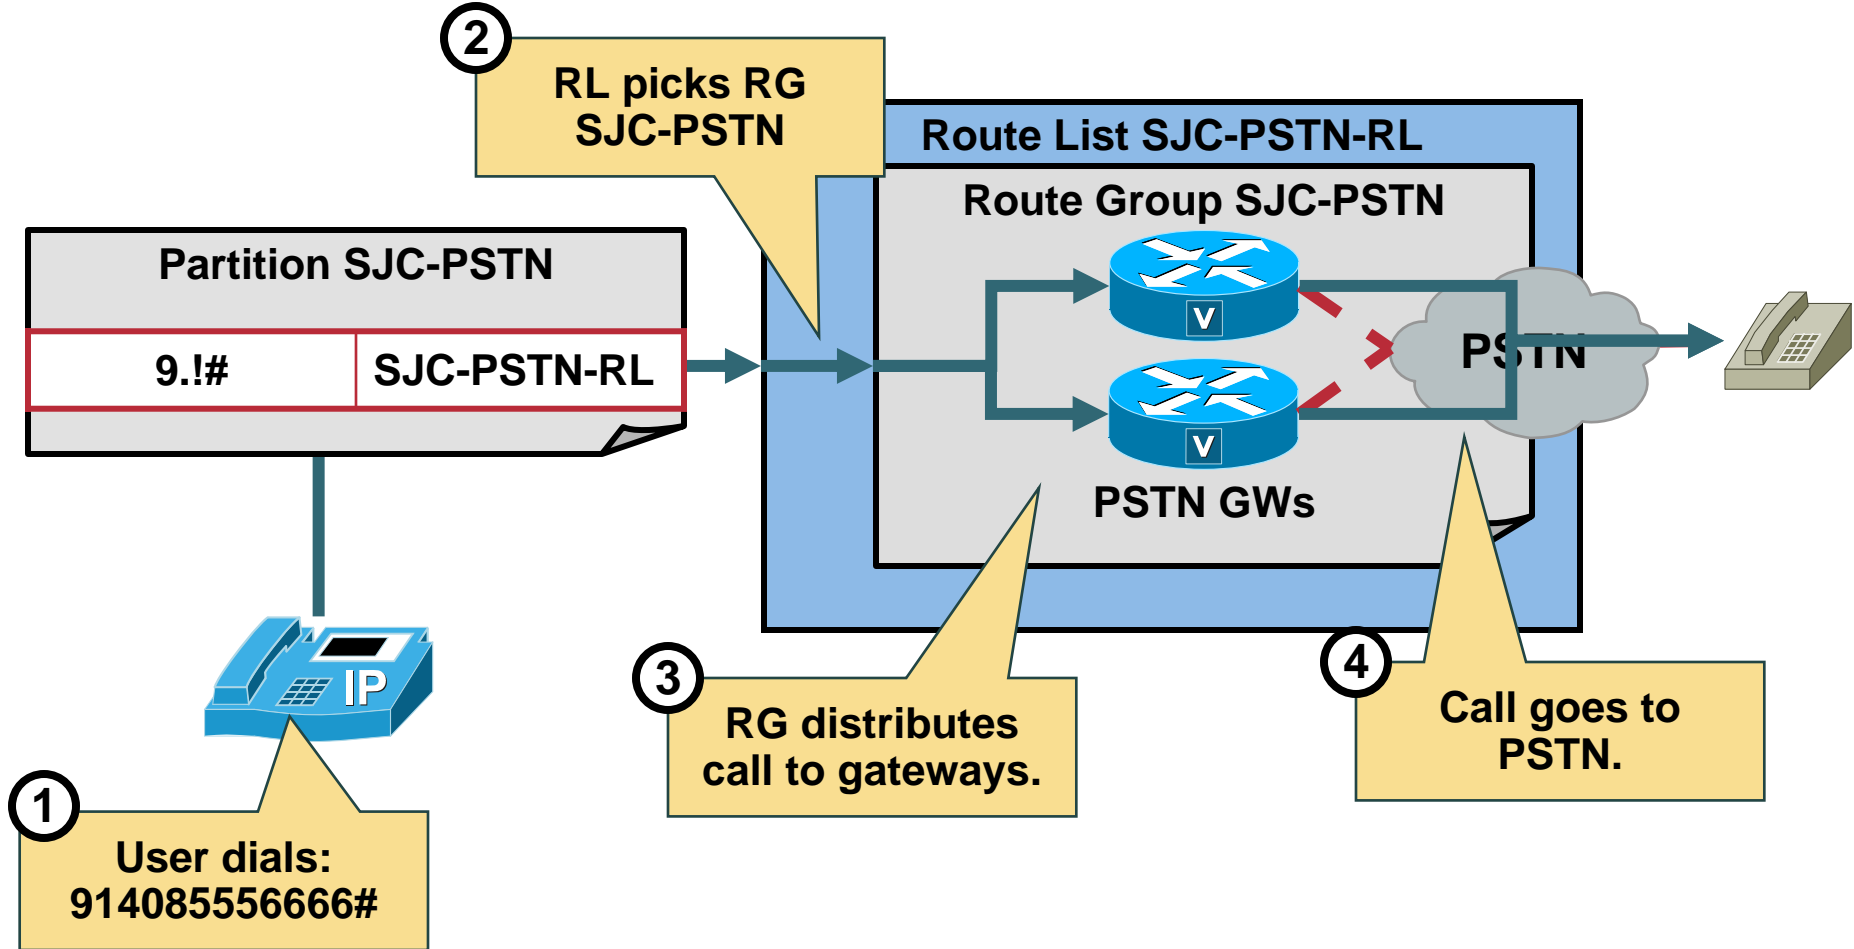 2
RL picks RG
SJC-PSTN
Route List SJC-PSTN-RL
Route Group SJC-PSTN
Partition SJC-PSTN
9.!#
SJC-PSTN-RL
V
PSTN
V
PSTN GWs
IP
3
RG distributes
call to gateways.
4
Call goes to
PSTN.
1
User dials:
914085556666#